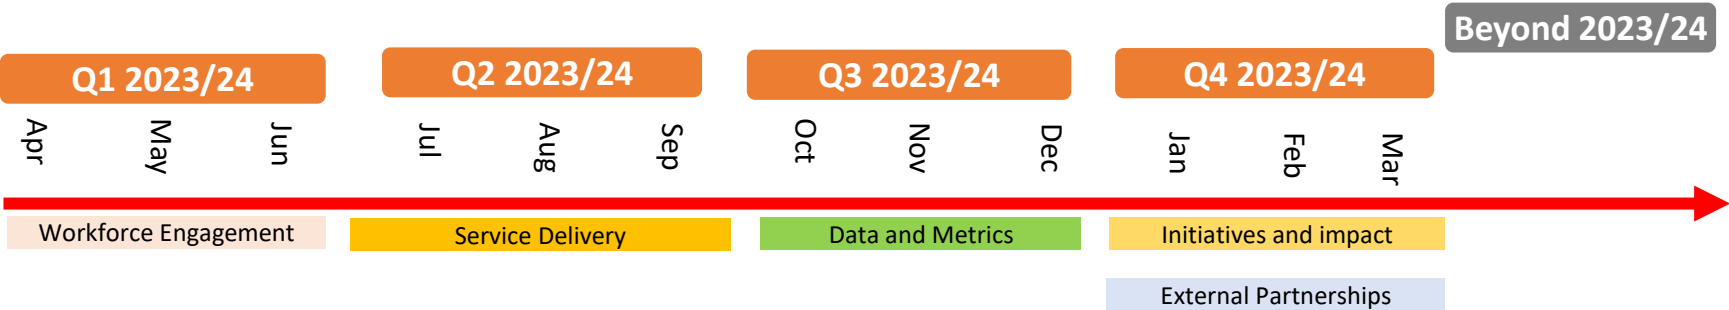 Beyond 2023/24
Q1 2023/24
Q2 2023/24
Q3 2023/24
Q4 2023/24
Apr
May
Jun
Jul
Aug
Sep
Oct
Nov
Dec
Jan
Feb
Mar
Workforce Engagement
Service Delivery
Data and Metrics
Initiatives and impact
External Partnerships